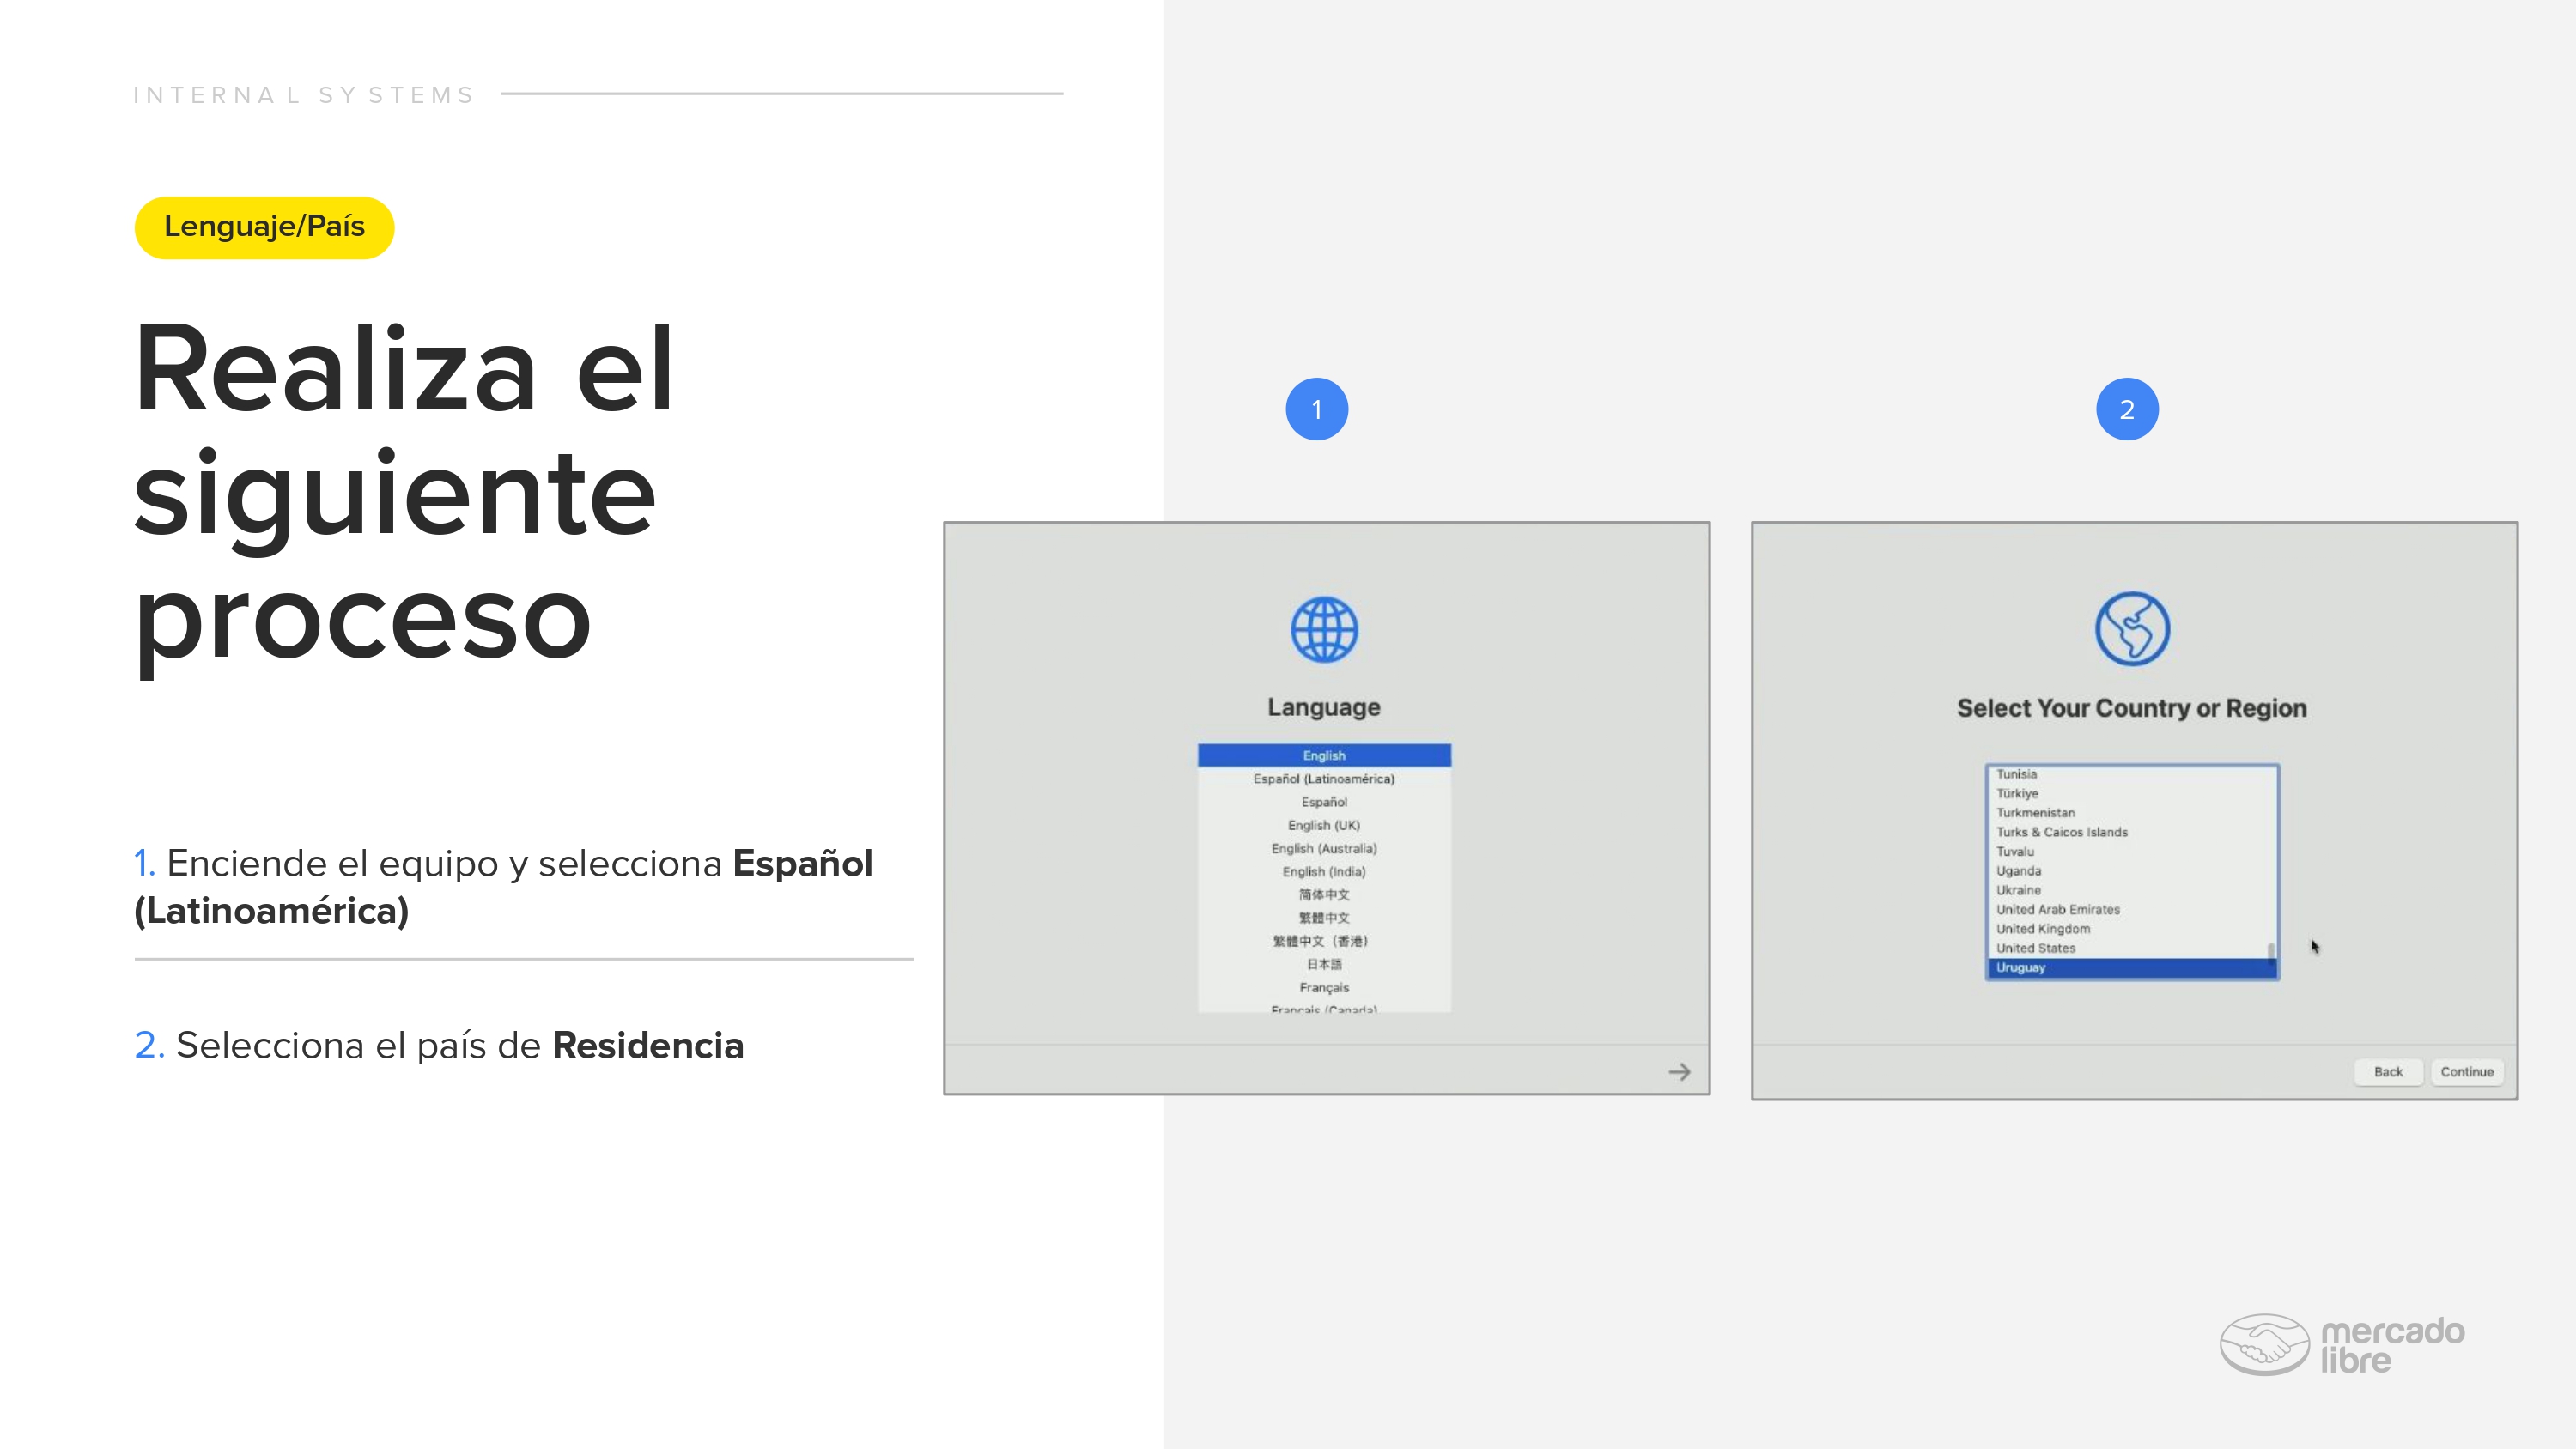 INTERNAL SYSTEMS
Lenguaje/País
Realiza el
siguiente
proceso
1. Enciende el equipo y selecciona Español
(Latinoamérica)
2. Selecciona el país de Residencia
1
Language
English
Español (Latinoamérica)
Español
English (UK)
English (Australia)
English (India)
简体中文
繁體中文
繁體中文（香港）
日本語
Français
Français (Canada)
2
Select Your Country or Region
Tunisia
Türkiye
Turkmenistan
Turks & Caicos Islands
Tuvalu
Uganda
Ukraine
United Arab Emirates
United Kingdom
United States
Uruguay
Back Continue
mercado
libre